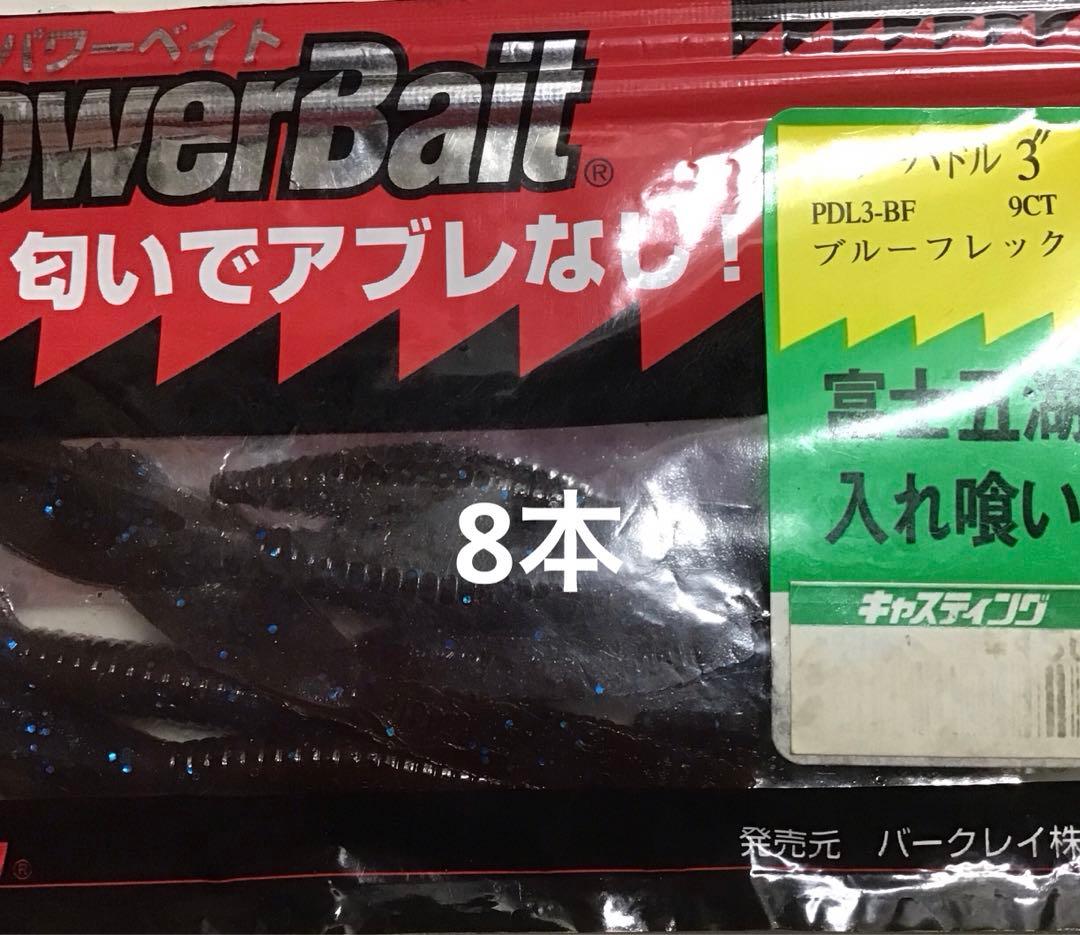 パワーベイト
owerBait®
匂いでアブレなし！
パドル 3"
PDL3-BF 9CT
ブルーフレック
富士五湖
入れ喰い
8本
キャスティング
®
発売元 バークレイ株